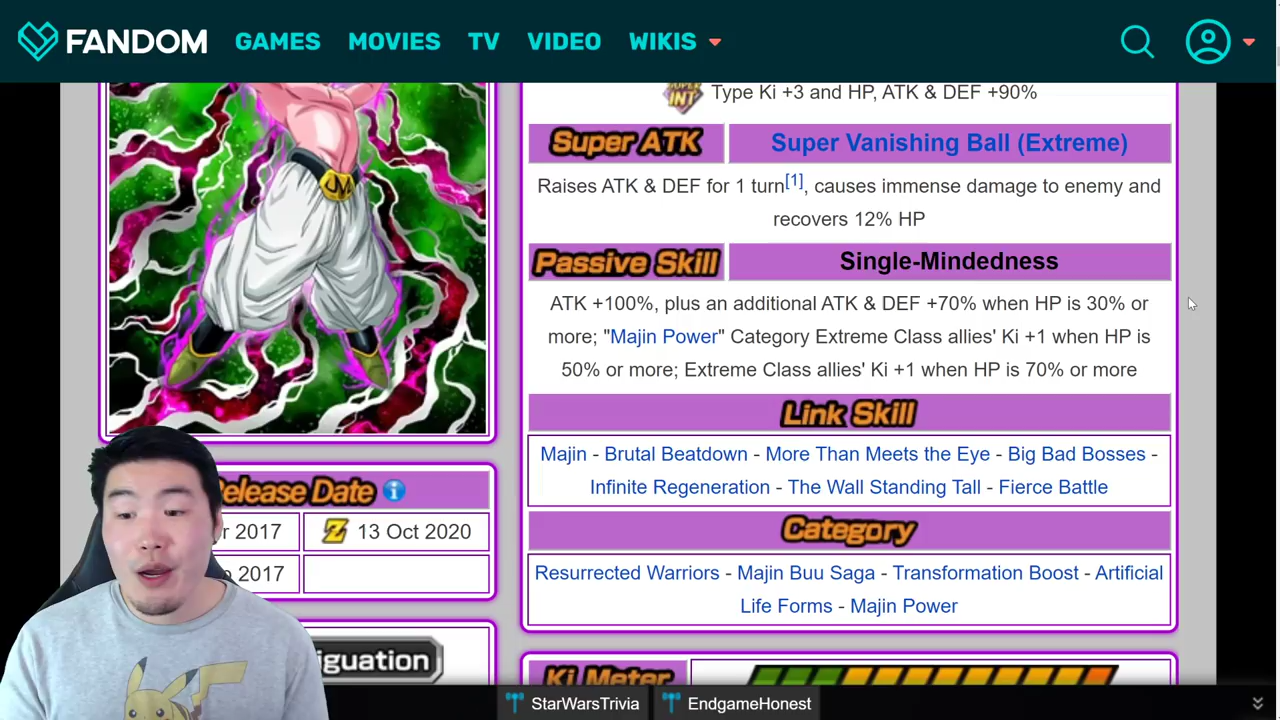 FANDOM GAMES MOVIES TV VIDEO WIKIS
SUPER INT Type Ki +3 and HP, ATK & DEF +90%
Super ATK Super Vanishing Ball (Extreme)
Raises ATK & DEF for 1 turn[1], causes immense damage to enemy and
recovers 12% HP
Passive Skill Single-Mindedness
ATK +100%, plus an additional ATK & DEF +70% when HP is 30% or
more; "Majin Power" Category Extreme Class allies' Ki +1 when HP is
50% or more; Extreme Class allies' Ki +1 when HP is 70% or more
Link Skill
Majin - Brutal Beatdown - More Than Meets the Eye - Big Bad Bosses -
Infinite Regeneration - The Wall Standing Tall - Fierce Battle
Category
Resurrected Warriors - Majin Buu Saga - Transformation Boost - Artificial
Life Forms - Majin Power
Release Date
2017 Z 13 Oct 2020
2017
Ki Meter
StarWarsTrivia EndgameHonest